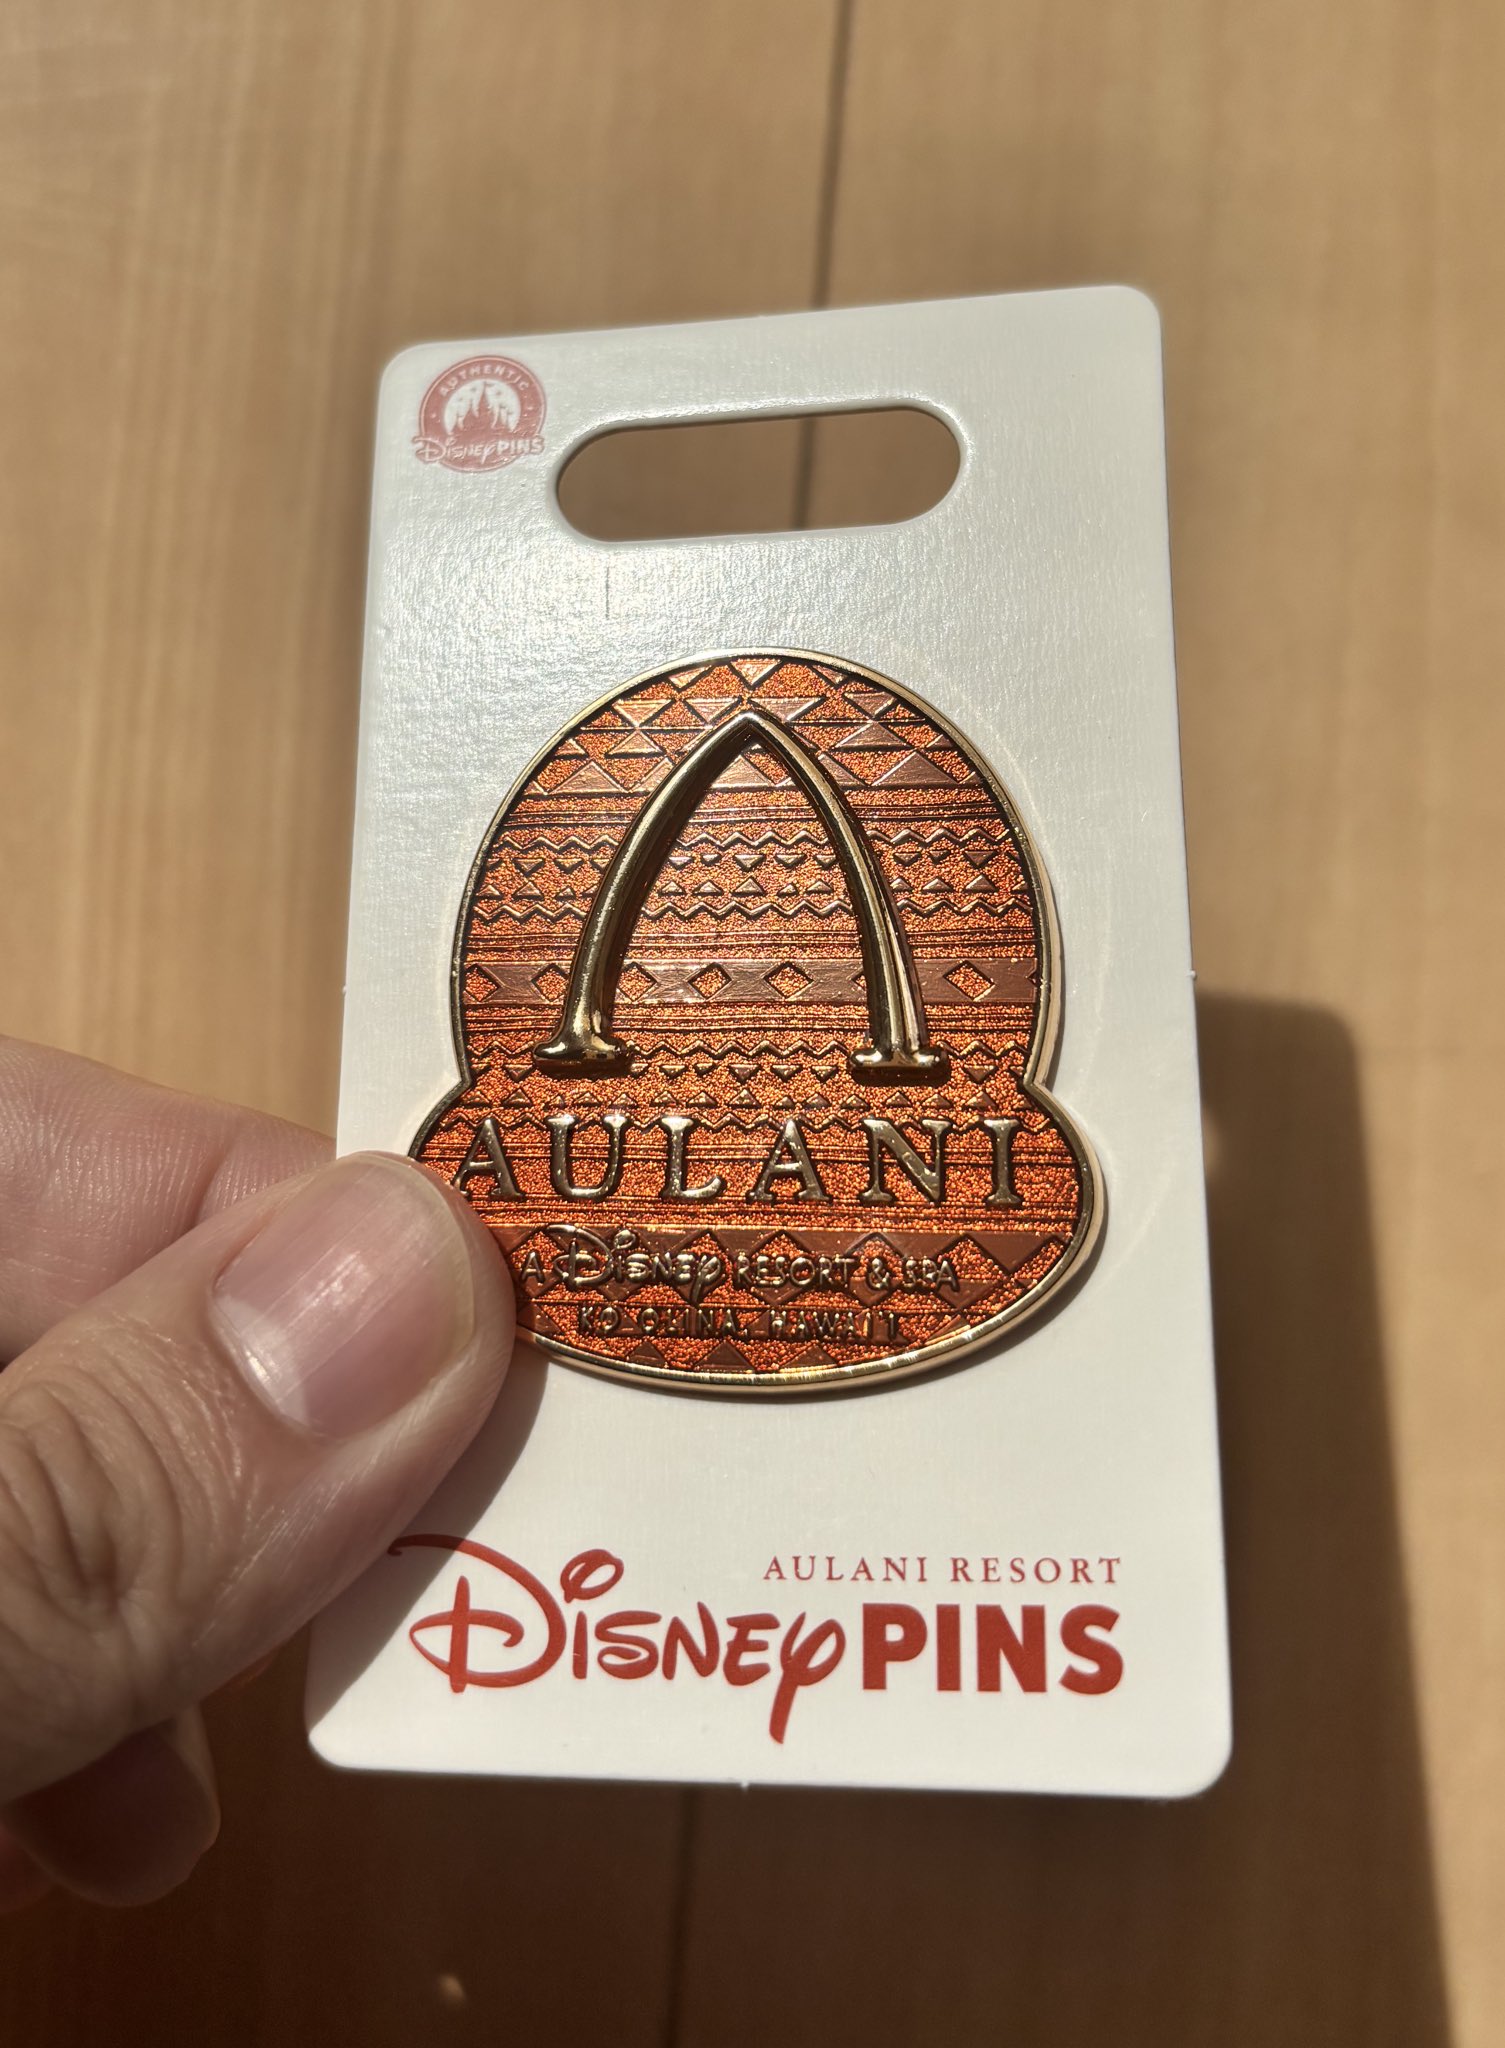 AUTHENTIC
Disney PINS
AULANI
A Disney RESORT & SPA
KO OLINA, HAWAI'I
AULANI RESORT
Disney PINS